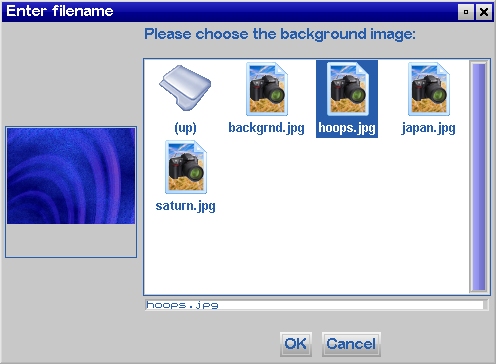 Enter filename
Please choose the background image:
(up) backgrnd.jpg hoops.jpg japan.jpg
saturn.jpg
hoops.jpg
OK Cancel